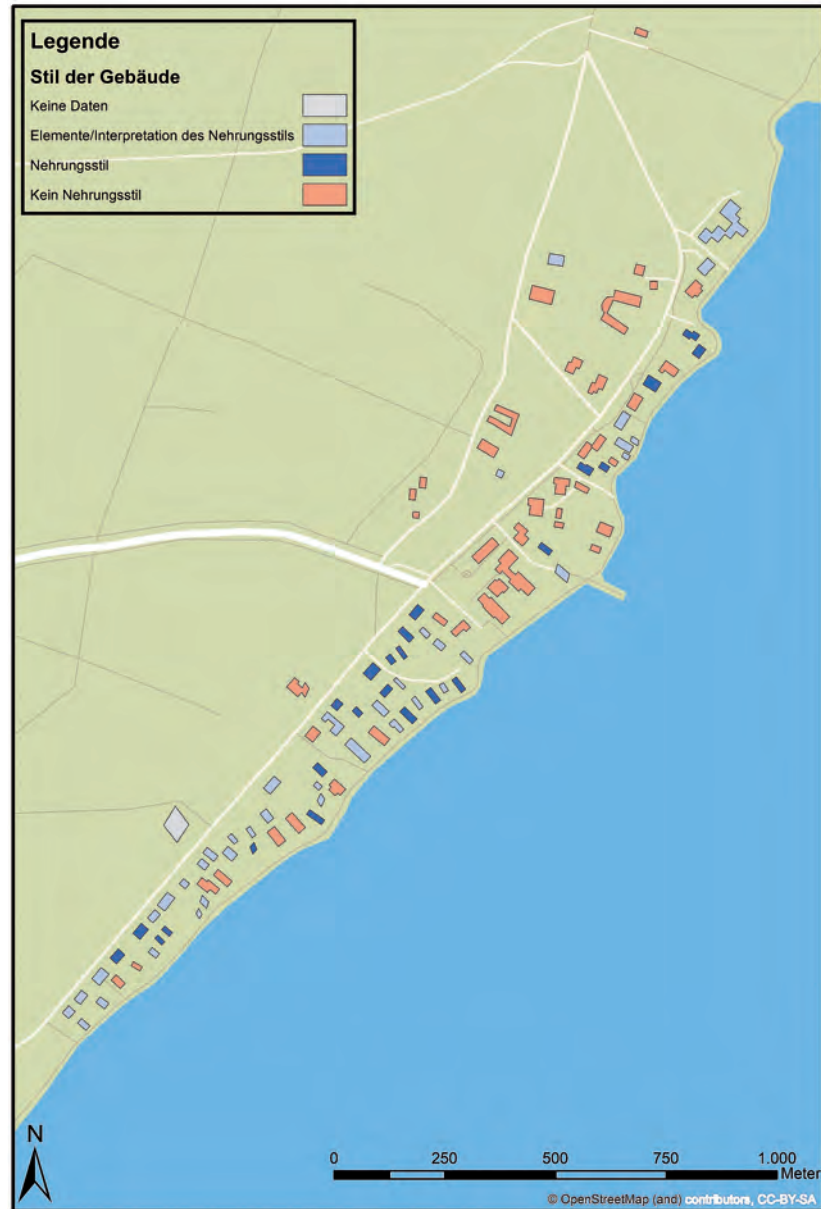 Legende
Stil der Gebäude
Keine Daten
Elemente/Interpretation des Nehrungsstils
Nehrungsstil
Kein Nehrungsstil
N
0 250 500 750 1.000
Meter
© OpenStreetMap (and) contributors, CC-BY-SA